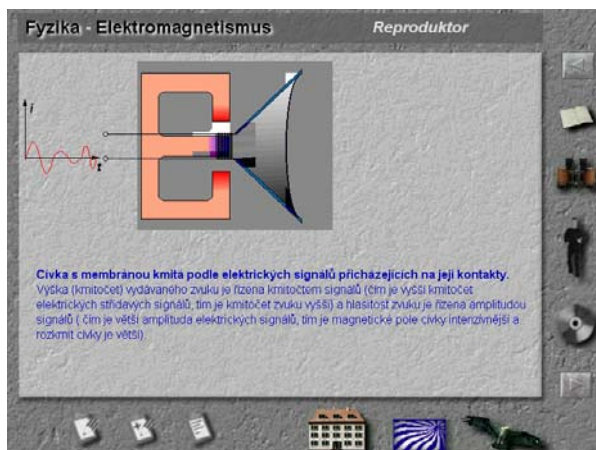 Fyzika - Elektromagnetismus
Reproduktor
i
t
Cívka s membránou kmitá podle elektrických signálů přicházejících na její kontakty.
Výška (kmitočet) vydávaného zvuku je řízena kmitočtem signálů (čím je vyšší kmitočet
elektrických střídavých signálů, tím je kmitočet zvuku vyšší) a hlasitost zvuku je řízena amplitudou
signálů ( čím je větší amplituda elektrických signálů, tím je magnetické pole cívky intenzivnější a
rozkmit cívky je větší).